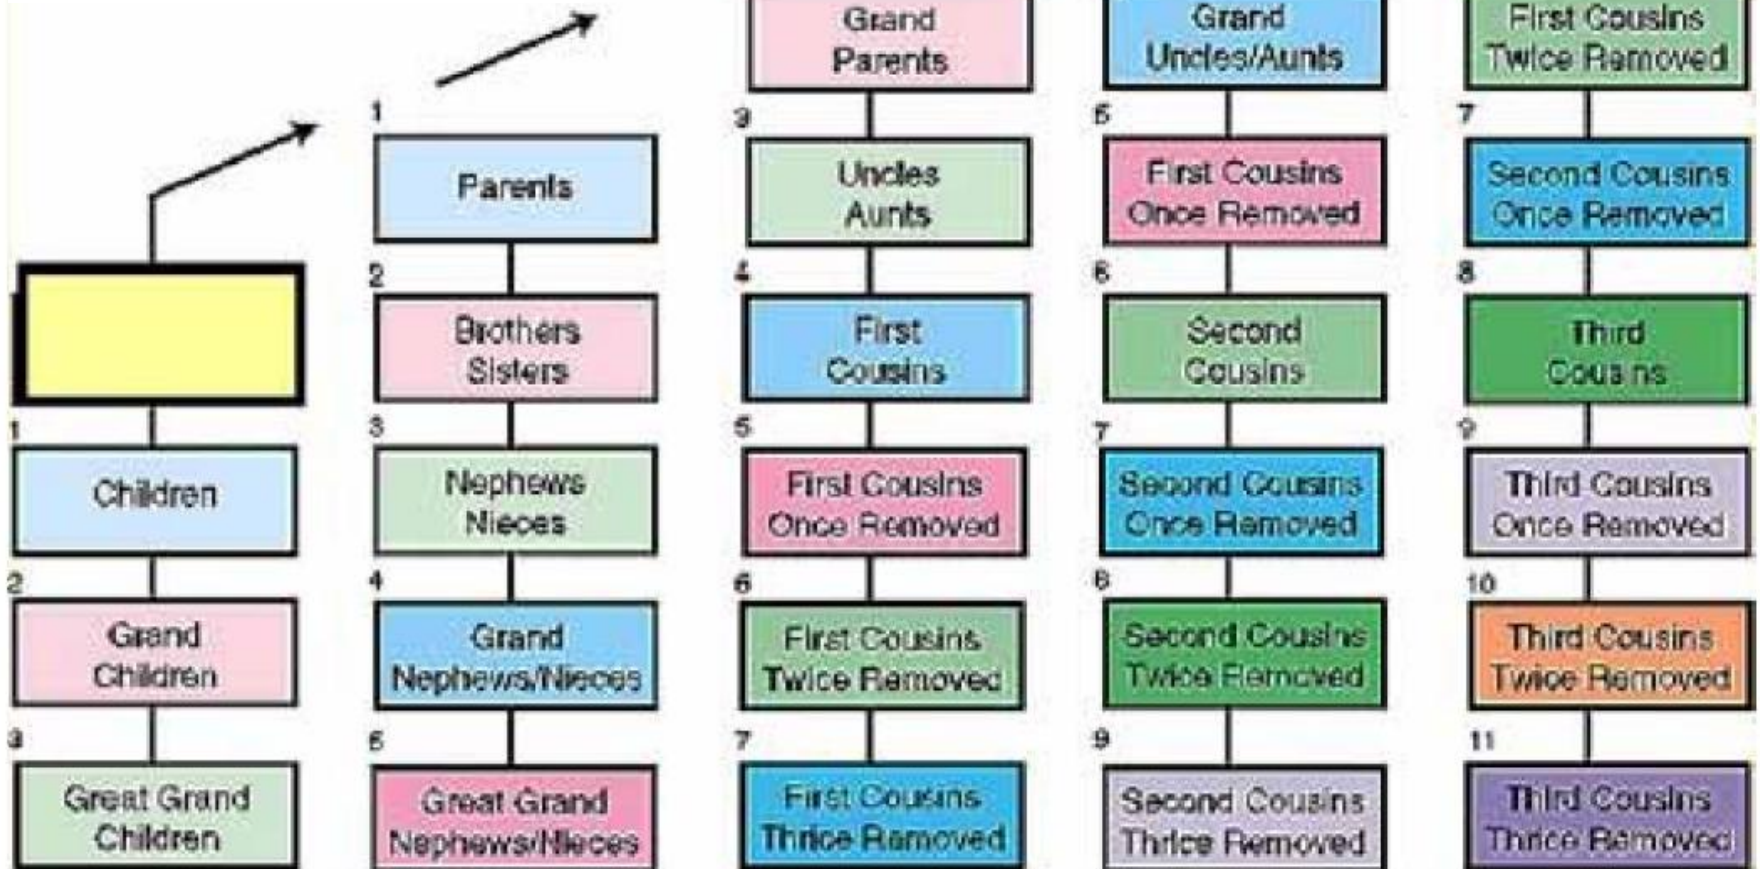 Grand
Parents
Grand
Uncles/Aunts
First Cousins
Twice Removed
1
Parents
3
Uncles
Aunts
5
First Cousins
Once Removed
7
Second Cousins
Once Removed
2
Brothers
Sisters
4
First
Cousins
6
Second
Cousins
8
Third
Cousins
1
Children
3
Nephews
Nieces
5
First Cousins
Once Removed
7
Second Cousins
Once Removed
9
Third Cousins
Once Removed
2
Grand
Children
4
Grand
Nephews/Nieces
6
First Cousins
Twice Removed
8
Second Cousins
Twice Removed
10
Third Cousins
Twice Removed
3
Great Grand
Children
5
Great Grand
Nephews/Nieces
7
First Cousins
Thrice Removed
9
Second Cousins
Thrice Removed
11
Third Cousins
Thrice Removed